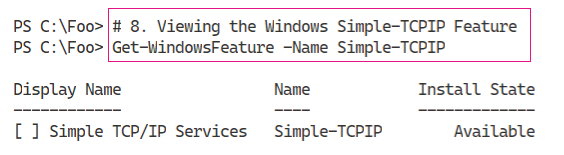 PS C:\Foo> # 8. Viewing the Windows Simple-TCPIP Feature
PS C:\Foo> Get-WindowsFeature -Name Simple-TCPIP
Display Name Name Install State
------------ ---- -------------
[ ] Simple TCP/IP Services Simple-TCPIP Available